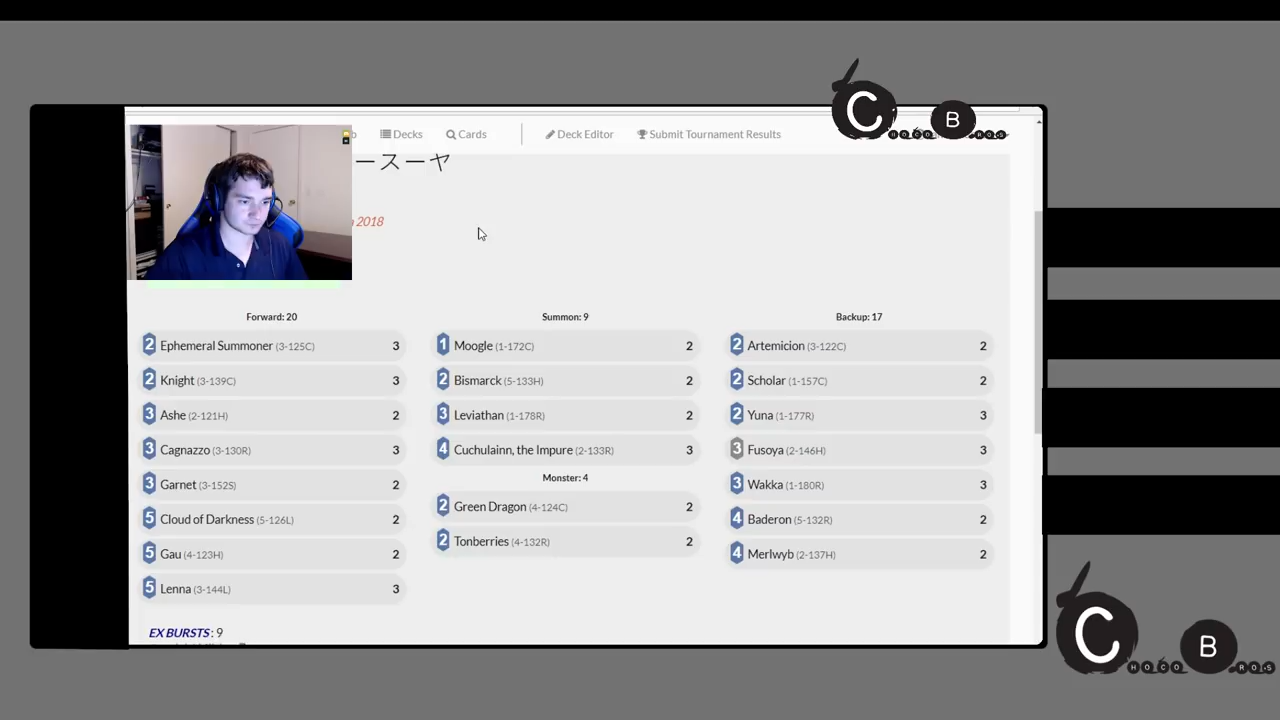 C
HOCO
B
ROS
b
Decks
Cards
Deck Editor
Submit Tournament Results
ースーヤ
2018
Forward: 20
2 Ephemeral Summoner (3-125C) 3
2 Knight (3-139C) 3
3 Ashe (2-121H) 2
3 Cagnazzo (3-130R) 3
3 Garnet (3-152S) 2
5 Cloud of Darkness (5-126L) 2
5 Gau (4-123H) 2
5 Lenna (3-144L) 3
Summon: 9
1 Moogle (1-172C) 2
2 Bismarck (5-133H) 2
3 Leviathan (1-178R) 2
4 Cuchulainn, the Impure (2-133R) 3
Monster: 4
2 Green Dragon (4-124C) 2
2 Tonberries (4-132R) 2
Backup: 17
2 Artemicion (3-122C) 2
2 Scholar (1-157C) 2
2 Yuna (1-177R) 3
3 Fusoya (2-146H) 3
3 Wakka (1-180R) 3
4 Baderon (5-132R) 2
4 Merlwyb (2-137H) 2
EX BURSTS : 9
C
HOCO
B
ROS